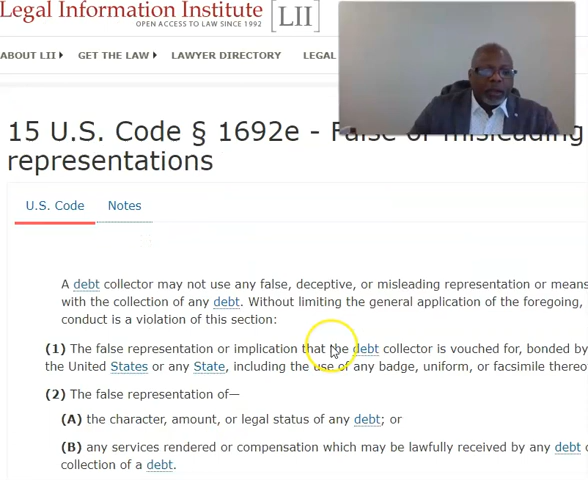 Legal Information Institute [LII]
OPEN ACCESS TO LAW SINCE 1992
ABOUT LII GET THE LAW LAWYER DIRECTORY LEGAL
15 U.S. Code § 1692e - False or misleading
representations
U.S. Code Notes
A debt collector may not use any false, deceptive, or misleading representation or means
with the collection of any debt. Without limiting the general application of the foregoing,
conduct is a violation of this section:
(1) The false representation or implication that the debt collector is vouched for, bonded by
the United States or any State, including the use of any badge, uniform, or facsimile thereo
(2) The false representation of—
(A) the character, amount, or legal status of any debt; or
(B) any services rendered or compensation which may be lawfully received by any debt
collection of a debt.